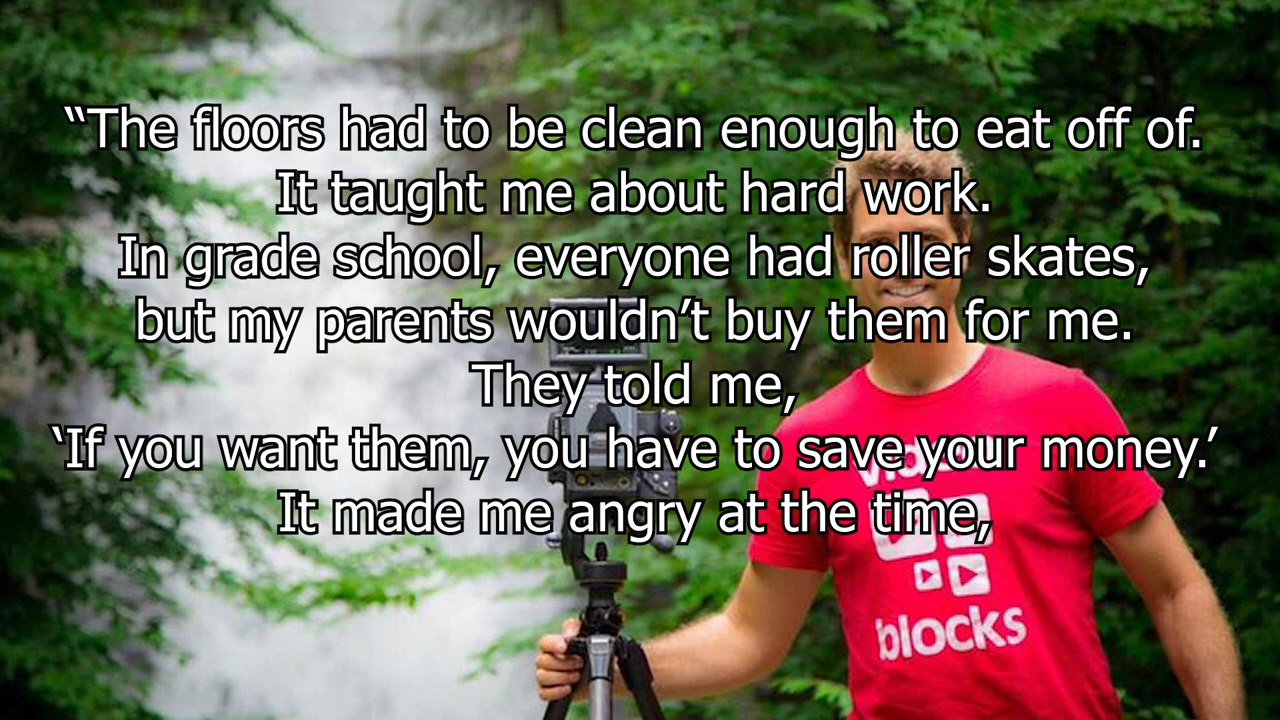 “The floors had to be clean enough to eat off of.
It taught me about hard work.
In grade school, everyone had roller skates,
but my parents wouldn’t buy them for me.
They told me,
‘If you want them, you have to save your money.’
It made me angry at the time,
blocks